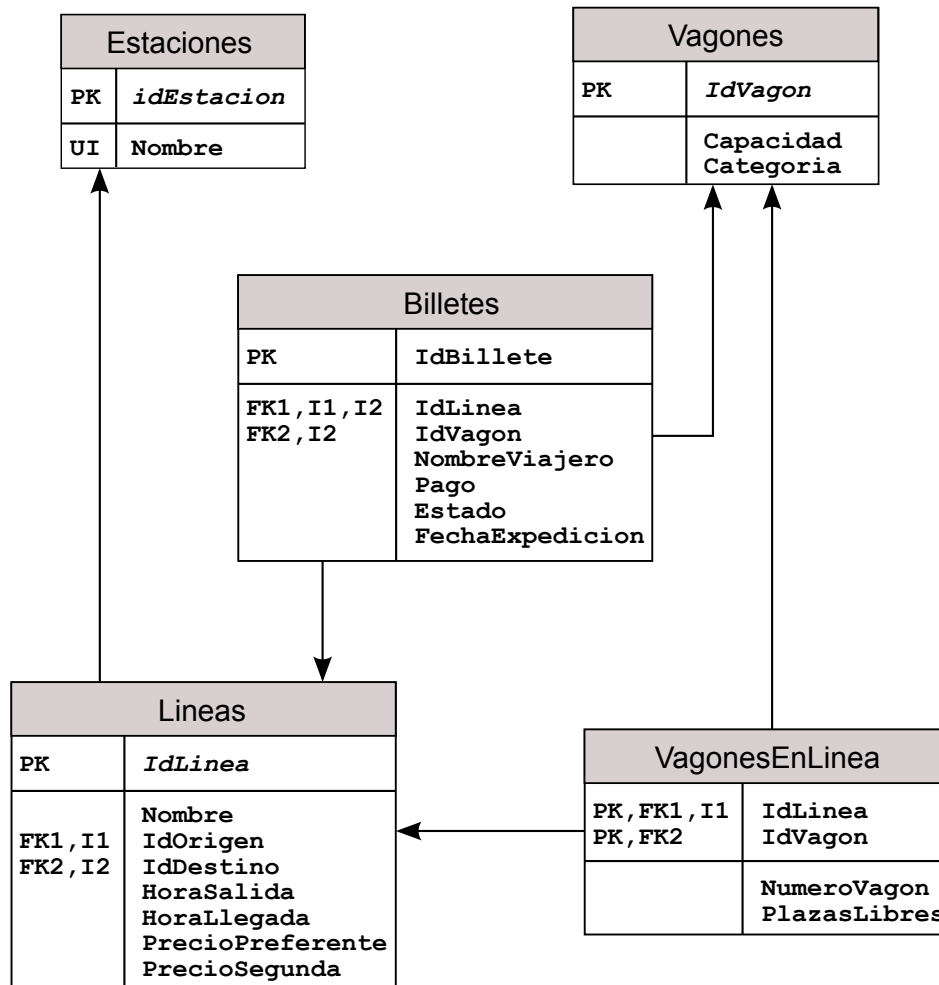 Estaciones
PK idEstacion
UI Nombre
Vagones
PK IdVagon
Capacidad
Categoria
Billetes
PK IdBillete
FK1,I1,I2 IdLinea
FK2,I2 IdVagon
NombreViajero
Pago
Estado
FechaExpedicion
Lineas
PK IdLinea
Nombre
FK1,I1 IdOrigen
FK2,I2 IdDestino
HoraSalida
HoraLlegada
PrecioPreferente
PrecioSegunda
VagonesEnLinea
PK,FK1,I1 IdLinea
PK,FK2 IdVagon
NumeroVagon
PlazasLibres